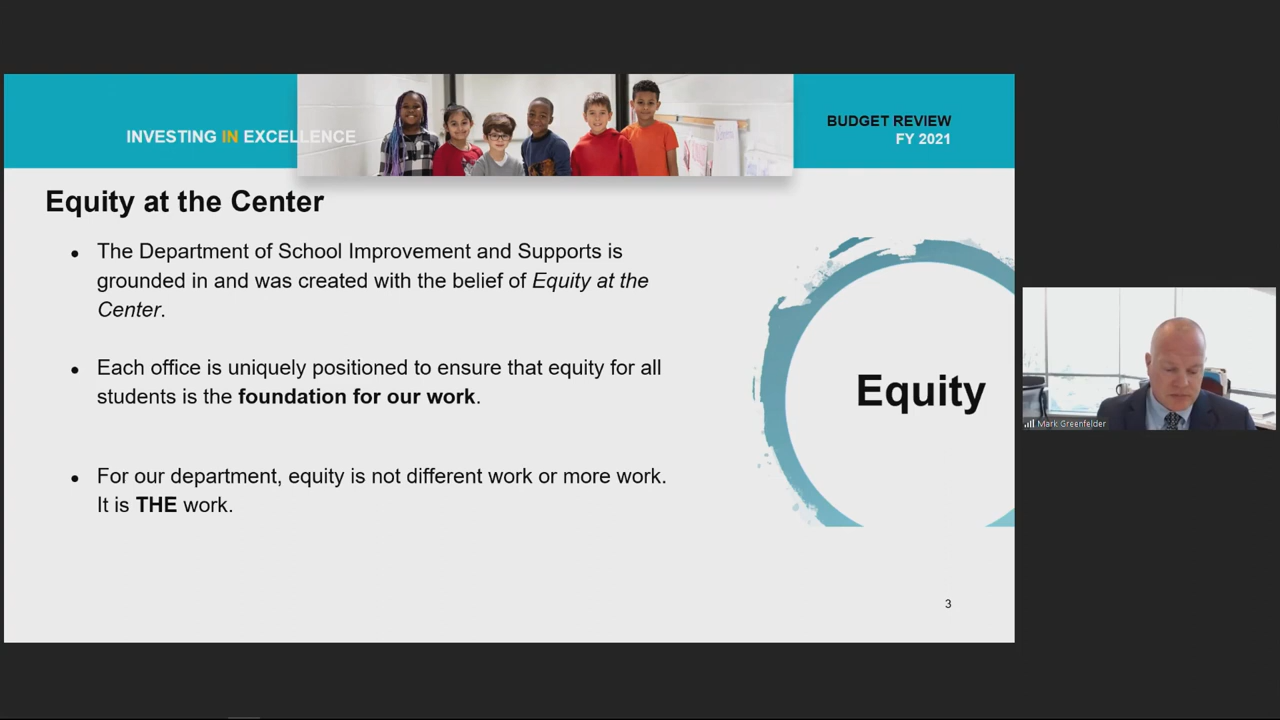 INVESTING IN EXCELLENCE
BUDGET REVIEW
FY 2021
Equity at the Center
• The Department of School Improvement and Supports is
grounded in and was created with the belief of Equity at the
Center.
• Each office is uniquely positioned to ensure that equity for all
students is the foundation for our work.
• For our department, equity is not different work or more work.
It is THE work.
Equity
3
Mark Greenfelder